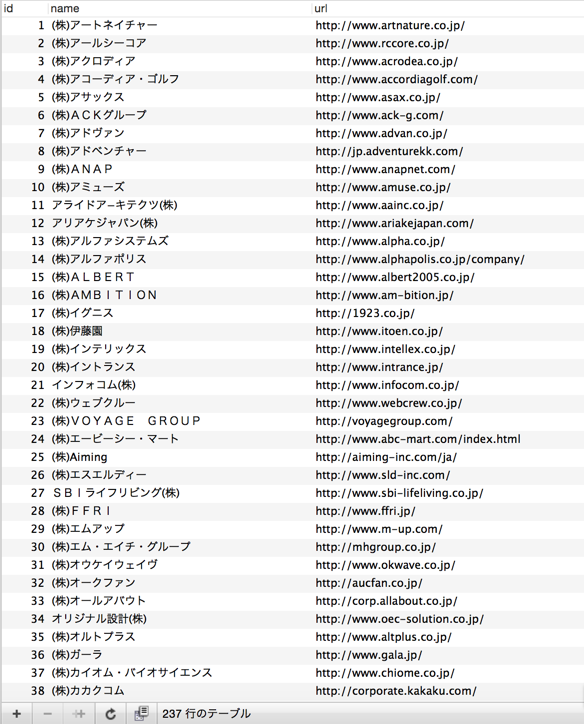 id name url
1 (株)アートネイチャー http://www.artnature.co.jp/
2 (株)アールシーコア http://www.rccore.co.jp/
3 (株)アクロディア http://www.acrodea.co.jp/
4 (株)アコーディア・ゴルフ http://www.accordiagolf.com/
5 (株)アサックス http://www.asax.co.jp/
6 (株)ＡＣＫグループ http://www.ack-g.com/
7 (株)アドヴァン http://www.advan.co.jp/
8 (株)アドベンチャー http://jp.adventurekk.com/
9 (株)ＡＮＡＰ http://www.anapnet.com/
10 (株)アミューズ http://www.amuse.co.jp/
11 アライドアーキテクツ(株) http://www.aainc.co.jp/
12 アリアケジャパン(株) http://www.ariakejapan.com/
13 (株)アルファシステムズ http://www.alpha.co.jp/
14 (株)アルファポリス http://www.alphapolis.co.jp/company/
15 (株)ＡＬＢＥＲＴ http://www.albert2005.co.jp/
16 (株)ＡＭＢＩＴＩＯＮ http://www.am-bition.jp/
17 (株)イグニス http://1923.co.jp/
18 (株)伊藤園 http://www.itoen.co.jp/
19 (株)インテリックス http://www.intellex.co.jp/
20 (株)イントランス http://www.intrance.jp/
21 インフォコム(株) http://www.infocom.co.jp/
22 (株)ウェブクルー http://www.webcrew.co.jp/
23 (株)ＶＯＹＡＧＥ　ＧＲＯＵＰ http://voyagegroup.com/
24 (株)エービーシー・マート http://www.abc-mart.com/index.html
25 (株)Aiming http://aiming-inc.com/ja/
26 (株)エスエルディー http://www.sld-inc.com/
27 ＳＢＩライフリビング(株) http://www.sbi-lifeliving.co.jp/
28 (株)ＦＦＲＩ http://www.ffri.jp/
29 (株)エムアップ http://www.m-up.com/
30 (株)エム・エイチ・グループ http://mhgroup.co.jp/
31 (株)オウケイウェイヴ http://www.okwave.co.jp/
32 (株)オークファン http://aucfan.co.jp/
33 (株)オールアバウト http://corp.allabout.co.jp/
34 オリジナル設計(株) http://www.oec-solution.co.jp/
35 (株)オルトプラス http://www.altplus.co.jp/
36 (株)ガーラ http://www.gala.jp/
37 (株)カイオム・バイオサイエンス http://www.chiome.co.jp/
38 (株)カカクコム http://corporate.kakaku.com/
237 行のテーブル